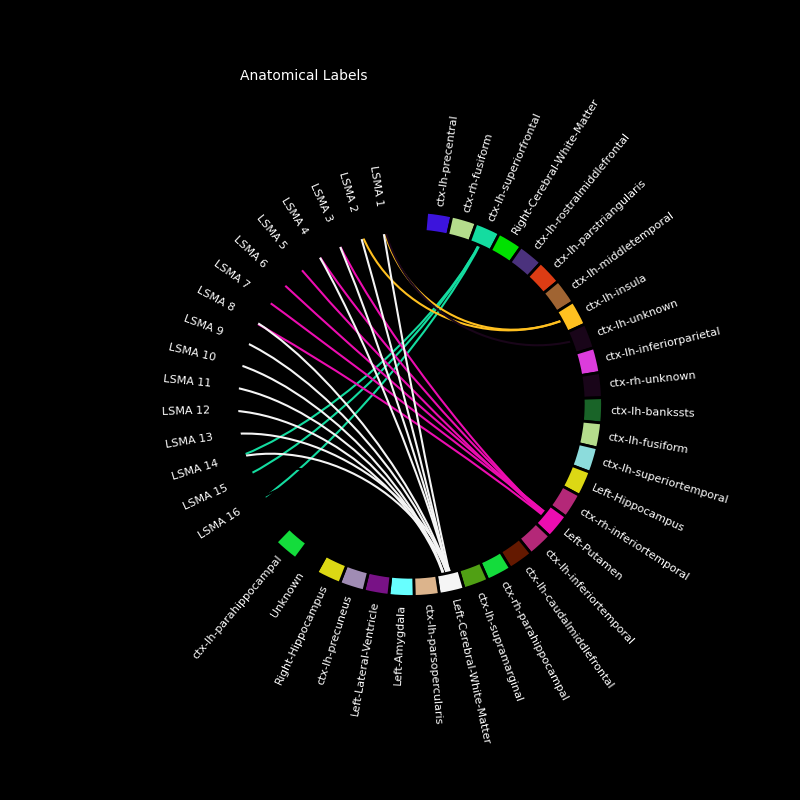 Anatomical Labels
ctx-lh-precentral
ctx-rh-fusiform
ctx-lh-superiorfrontal
Right-Cerebral-White-Matter
ctx-lh-rostralmiddlefrontal
ctx-lh-parstriangularis
ctx-lh-middletemporal
ctx-lh-insula
ctx-lh-unknown
ctx-lh-inferiorparietal
ctx-rh-unknown
ctx-lh-bankssts
ctx-lh-fusiform
ctx-lh-superiortemporal
Left-Hippocampus
ctx-rh-inferiortemporal
Left-Putamen
ctx-lh-inferiortemporal
ctx-lh-caudalmiddlefrontal
ctx-rh-parahippocampal
ctx-lh-supramarginal
Left-Cerebral-White-Matter
ctx-lh-parsopercularis
Left-Amygdala
Left-Lateral-Ventricle
ctx-lh-precuneus
Right-Hippocampus
Unknown
ctx-lh-parahippocampal
LSMA 16
LSMA 15
LSMA 14
LSMA 13
LSMA 12
LSMA 11
LSMA 10
LSMA 9
LSMA 8
LSMA 7
LSMA 6
LSMA 5
LSMA 4
LSMA 3
LSMA 2
LSMA 1